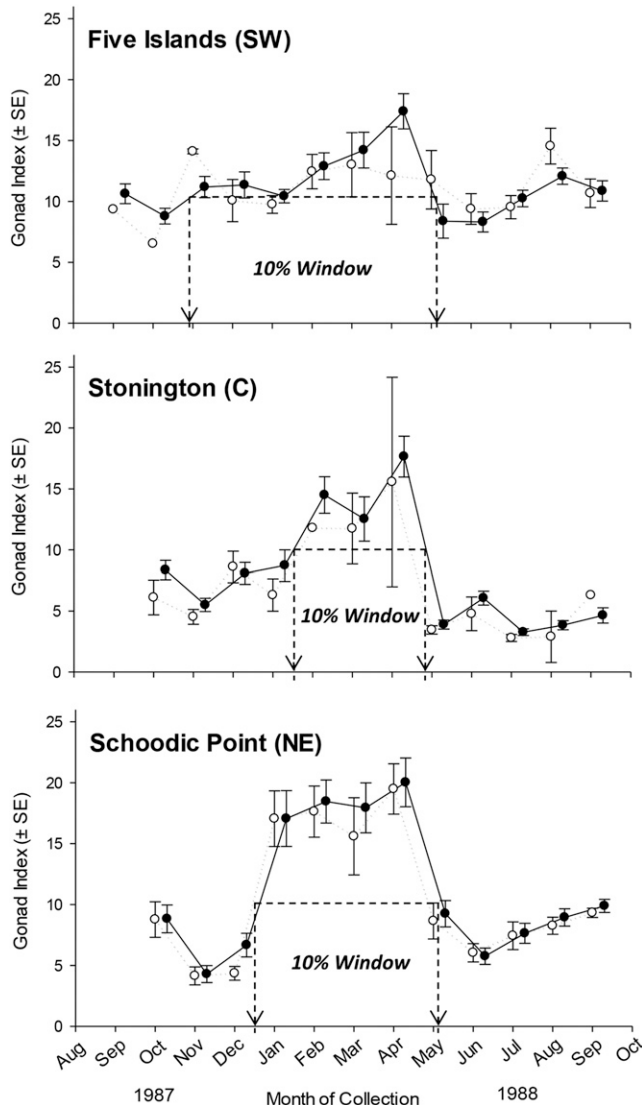 Five Islands (SW)
Gonad Index (± SE)
25
20
15
10
5
0
10% Window
Stonington (C)
Gonad Index (± SE)
25
20
15
10
5
0
10% Window
Schoodic Point (NE)
Gonad Index (± SE)
25
20
15
10
5
0
10% Window
Aug Sep Oct Nov Dec Jan Feb Mar Apr May Jun Jul Aug Sep Oct
1987 Month of Collection 1988